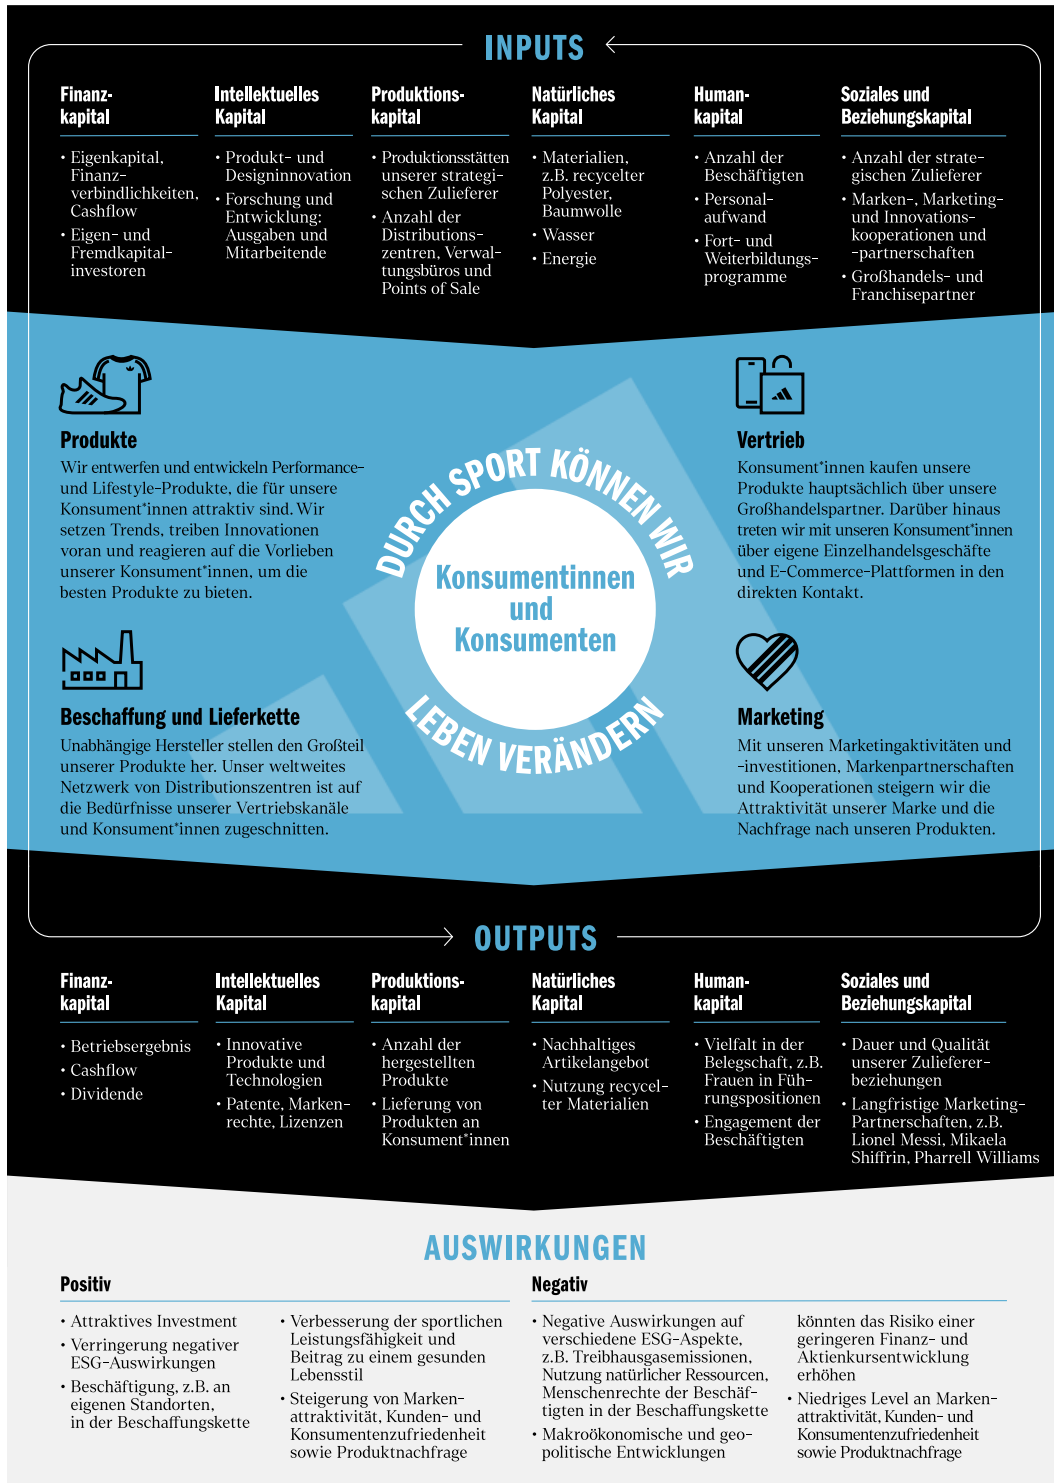 INPUTS
Finanz-
kapital
• Eigenkapital,
Finanz-
verbindlichkeiten,
Cashflow
• Eigen- und
Fremdkapital-
investoren
Intellektuelles
Kapital
• Produkt- und
Designinnovation
• Forschung und
Entwicklung:
Ausgaben und
Mitarbeitende
Produktions-
kapital
• Produktionsstätten
unserer strategi-
schen Zulieferer
• Anzahl der
Distributions-
zentren, Verwal-
tungsbüros und
Points of Sale
Natürliches
Kapital
• Materialien,
z.B. recycelter
Polyester,
Baumwolle
• Wasser
• Energie
Human-
kapital
• Anzahl der
Beschäftigten
• Personal-
aufwand
• Fort- und
Weiterbildungs-
programme
Soziales und
Beziehungskapital
• Anzahl der strate-
gischen Zulieferer
• Marken-, Marketing-
und Innovations-
kooperationen und
-partnerschaften
• Großhandels- und
Franchisepartner
Produkte
Wir entwerfen und entwickeln Performance-
und Lifestyle-Produkte, die für unsere
Konsument*innen attraktiv sind. Wir
setzen Trends, treiben Innovationen
voran und reagieren auf die Vorlieben
unserer Konsument*innen, um die
besten Produkte zu bieten.
Beschaffung und Lieferkette
Unabhängige Hersteller stellen den Großteil
unserer Produkte her. Unser weltweites
Netzwerk von Distributionszentren ist auf
die Bedürfnisse unserer Vertriebskanäle
und Konsument*innen zugeschnitten.
DURCH SPORT KÖNNEN WIR
Konsumentinnen
und
Konsumenten
LEBEN VERÄNDERN
Vertrieb
Konsument*innen kaufen unsere
Produkte hauptsächlich über unsere
Großhandelspartner. Darüber hinaus
treten wir mit unseren Konsument*innen
über eigene Einzelhandelsgeschäfte
und E-Commerce-Plattformen in den
direkten Kontakt.
Marketing
Mit unseren Marketingaktivitäten und
-investitionen, Markenpartnerschaften
und Kooperationen steigern wir die
Attraktivität unserer Marke und die
Nachfrage nach unseren Produkten.
OUTPUTS
Finanz-
kapital
• Betriebsergebnis
• Cashflow
• Dividende
Intellektuelles
Kapital
• Innovative
Produkte und
Technologien
• Patente, Marken-
rechte, Lizenzen
Produktions-
kapital
• Anzahl der
hergestellten
Produkte
• Lieferung von
Produkten an
Konsument*innen
Natürliches
Kapital
• Nachhaltiges
Artikelangebot
• Nutzung recycel-
ter Materialien
Human-
kapital
• Vielfalt in der
Belegschaft, z.B.
Frauen in Füh-
rungspositionen
• Engagement der
Beschäftigten
Soziales und
Beziehungskapital
• Dauer und Qualität
unserer Zulieferer-
beziehungen
• Langfristige Marketing-
Partnerschaften, z.B.
Lionel Messi, Mikaela
Shiffrin, Pharrell Williams
AUSWIRKUNGEN
Positiv
• Attraktives Investment
• Verringerung negativer
ESG-Auswirkungen
• Beschäftigung, z.B. an
eigenen Standorten,
in der Beschaffungskette
• Verbesserung der sportlichen
Leistungsfähigkeit und
Beitrag zu einem gesunden
Lebensstil
• Steigerung von Marken-
attraktivität, Kunden- und
Konsumentenzufriedenheit
sowie Produktnachfrage
Negativ
• Negative Auswirkungen auf
verschiedene ESG-Aspekte,
z.B. Treibhausgasemissionen,
Nutzung natürlicher Ressourcen,
Menschenrechte der Beschäf-
tigten in der Beschaffungskette
• Makroökonomische und geo-
politische Entwicklungen
könnten das Risiko einer
geringeren Finanz- und
Aktienkursentwicklung
erhöhen
• Niedriges Level an Marken-
attraktivität, Kunden- und
Konsumentenzufriedenheit
sowie Produktnachfrage